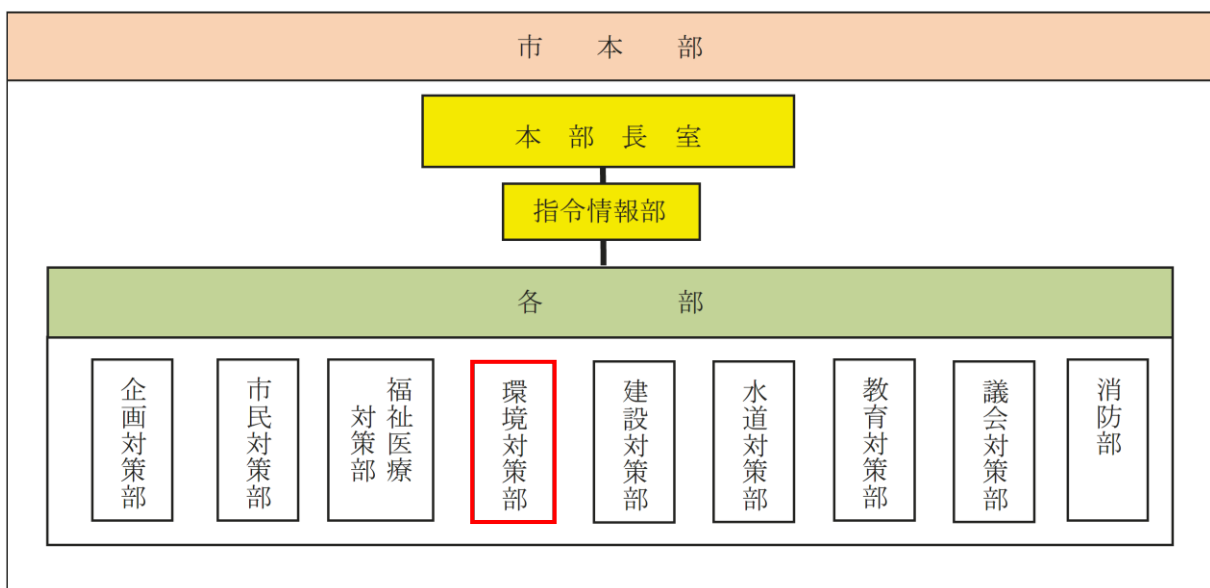 市本部
本部長室
指令情報部
各部
企画対策部
市民対策部
福祉医療
対策部
環境対策部
建設対策部
水道対策部
教育対策部
議会対策部
消防部